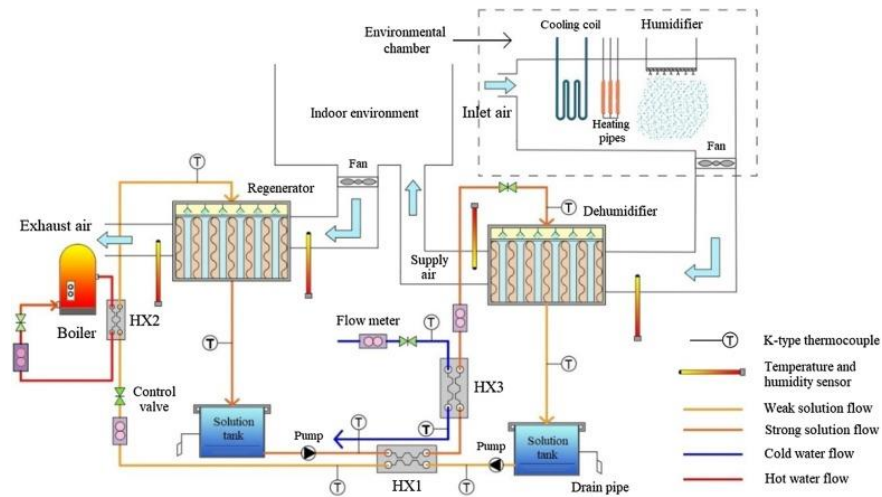 Environmental
chamber
Cooling coil
Humidifier
Inlet air
Heating
pipes
Fan
Indoor environment
Fan
T
Regenerator
Exhaust air
Boiler
HX2
Supply
air
T
Dehumidifier
Flow meter
T
T
HX3
T
T
K-type thermocouple
Temperature and
humidity sensor
Control
valve
Weak solution flow
Solution
tank
Pump
T
T
HX1
Pump
Solution
tank
Strong solution flow
Cold water flow
Hot water flow
T
T
Drain pipe